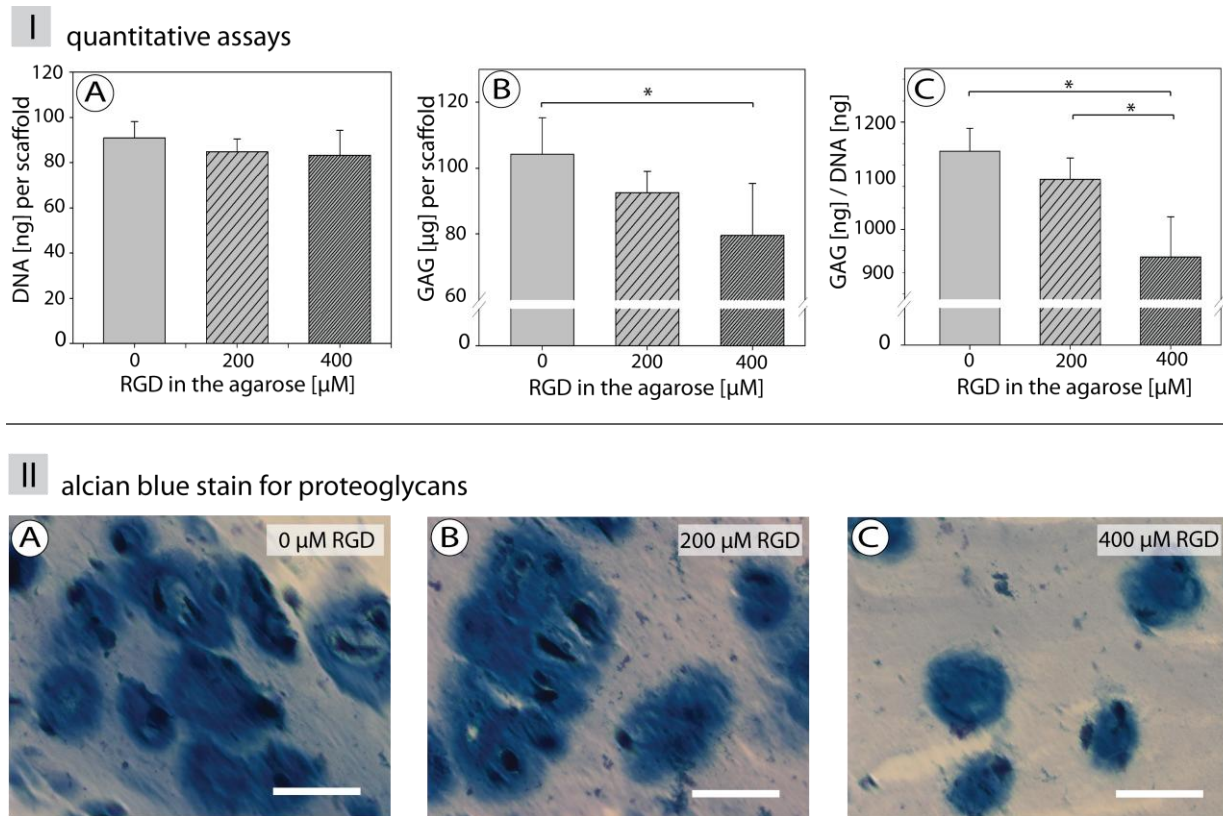 I quantitative assays
A
DNA [ng] per scaffold
120
100
80
60
40
20
0
0 200 400
RGD in the agarose [µM]
B
GAG [µg] per scaffold
*
120
100
80
60
0
0 200 400
RGD in the agarose [µM]
C
GAG [ng] / DNA [ng]
*
*
1200
1100
1000
900
0
0 200 400
RGD in the agarose [µM]
II alcian blue stain for proteoglycans
A 0 µM RGD
B 200 µM RGD
C 400 µM RGD